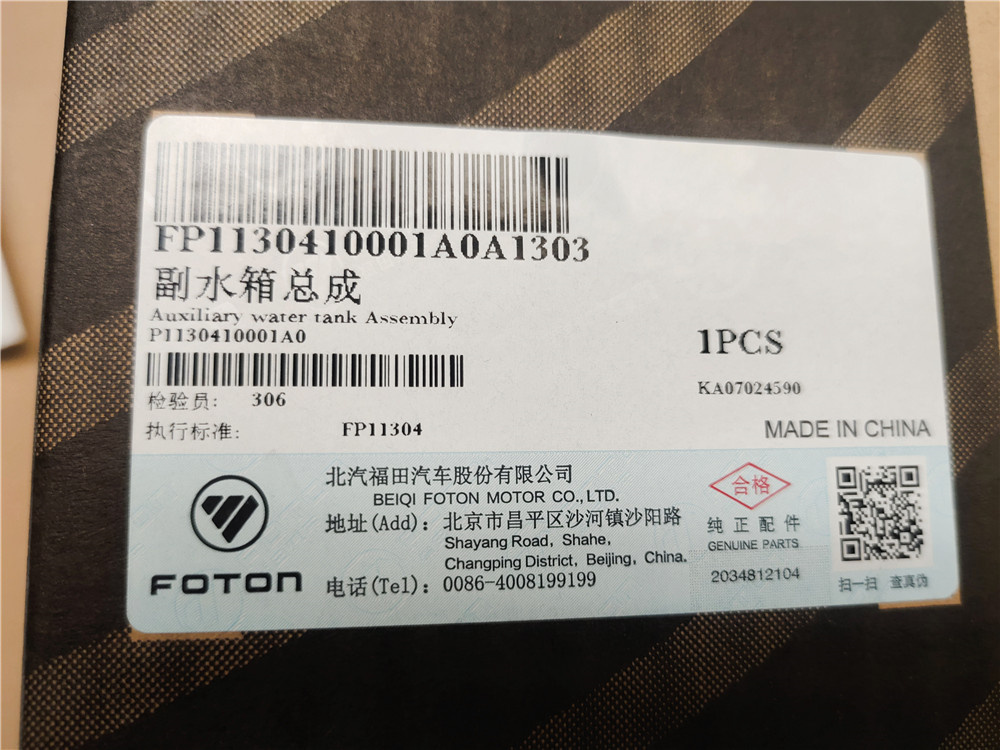 FP1130410001A0A1303
副水箱总成
Auxiliary water tank Assembly
P1130410001A0
1PCS
KA07024590
检验员: 306
执行标准: FP11304
MADE IN CHINA
FOTON
北汽福田汽车股份有限公司
BEIQI FOTON MOTOR CO.,LTD.
地址(Add): 北京市昌平区沙河镇沙阳路
Shayang Road, Shahe,
Changping District, Beijing, China.
电话(Tel): 0086-4008199199
合格
纯正配件
GENUINE PARTS
2034812104
扫一扫 查真伪